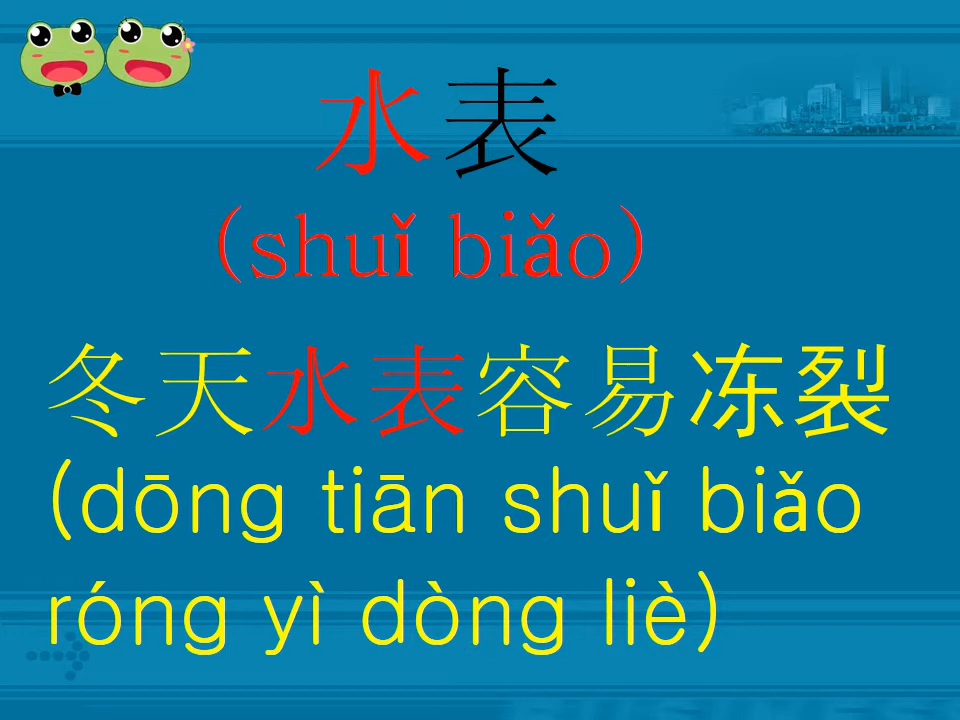 水表
(shuǐ biǎo)
冬天水表容易冻裂
(dōng tiān shuǐ biǎo
róng yì dòng liè)